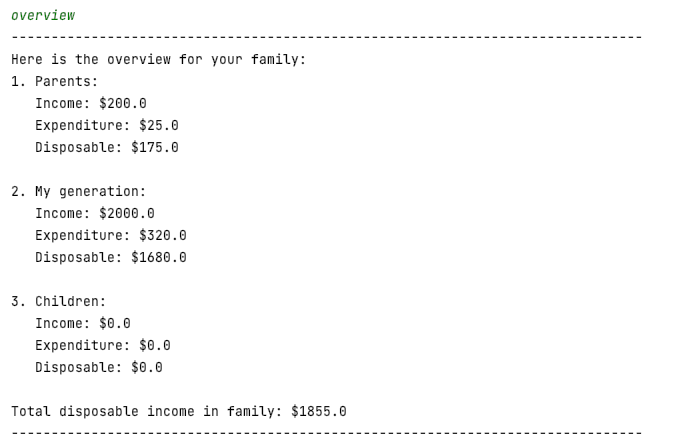 overview
-------------------------------------------------------------------------------
Here is the overview for your family:
1. Parents:
   Income: $200.0
   Expenditure: $25.0
   Disposable: $175.0

2. My generation:
   Income: $2000.0
   Expenditure: $320.0
   Disposable: $1680.0

3. Children:
   Income: $0.0
   Expenditure: $0.0
   Disposable: $0.0

Total disposable income in family: $1855.0
-------------------------------------------------------------------------------